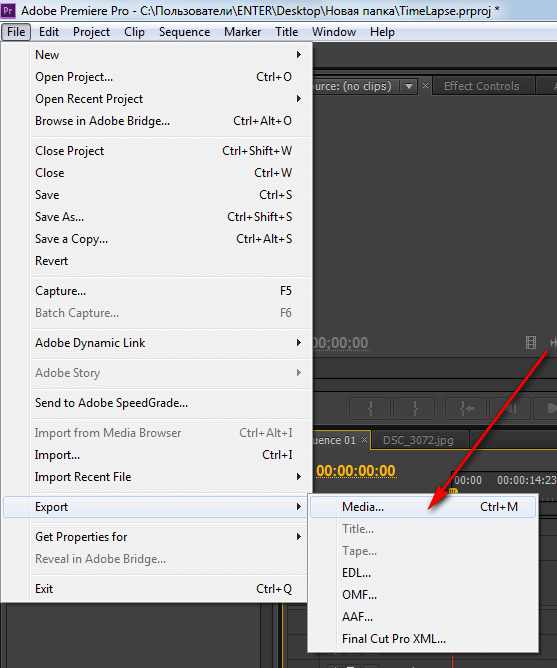 Pr Adobe Premiere Pro - C:\Пользователи\ENTER\Desktop\Новая папка\TimeLapse.prproj *
File Edit Project Clip Sequence Marker Title Window Help
New
Open Project... Ctrl+O
Open Recent Project
Browse in Adobe Bridge... Ctrl+Alt+O
Close Project Ctrl+Shift+W
Close Ctrl+W
Save Ctrl+S
Save As... Ctrl+Shift+S
Save a Copy... Ctrl+Alt+S
Revert
Capture... F5
Batch Capture... F6
Adobe Dynamic Link
Adobe Story
Send to Adobe SpeedGrade...
Import from Media Browser Ctrl+Alt+I
Import... Ctrl+I
Import Recent File
Export
Get Properties for
Reveal in Adobe Bridge...
Exit Ctrl+Q
ource: (no clips) Effect Controls
00;00;00
uence 01 DSC_3072.jpg
00:00:00:00
:00:00 00:00:14:23
Media... Ctrl+M
Title...
Tape...
EDL...
OMF...
AAF...
Final Cut Pro XML...